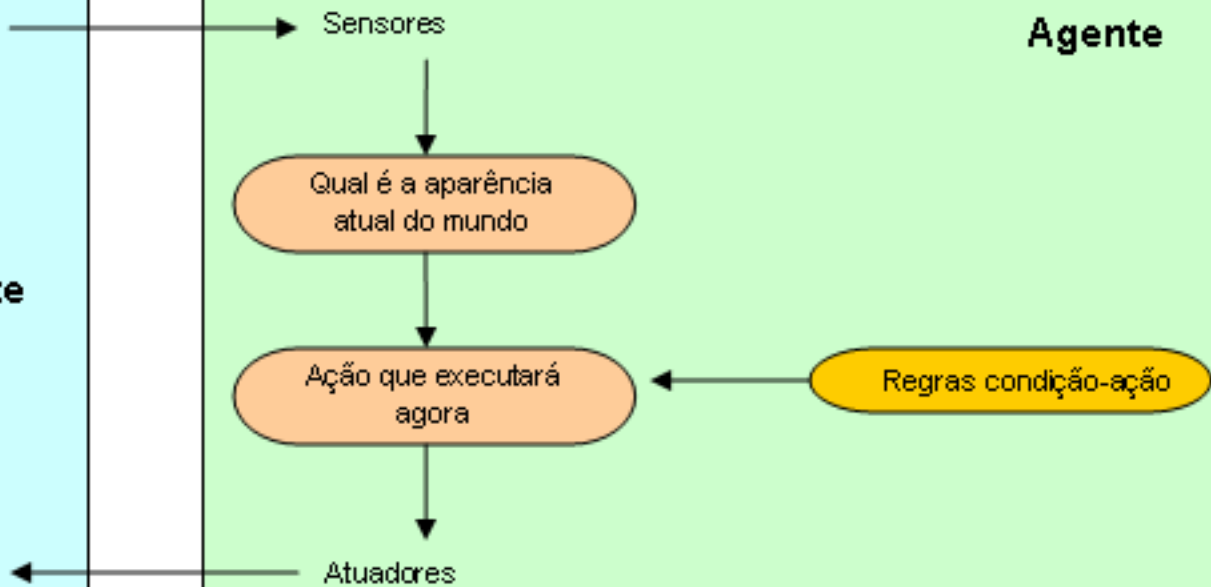 Sensores
Agente
Qual é a aparência
atual do mundo
Ação que executará
agora
Regras condição-ação
Atuadores